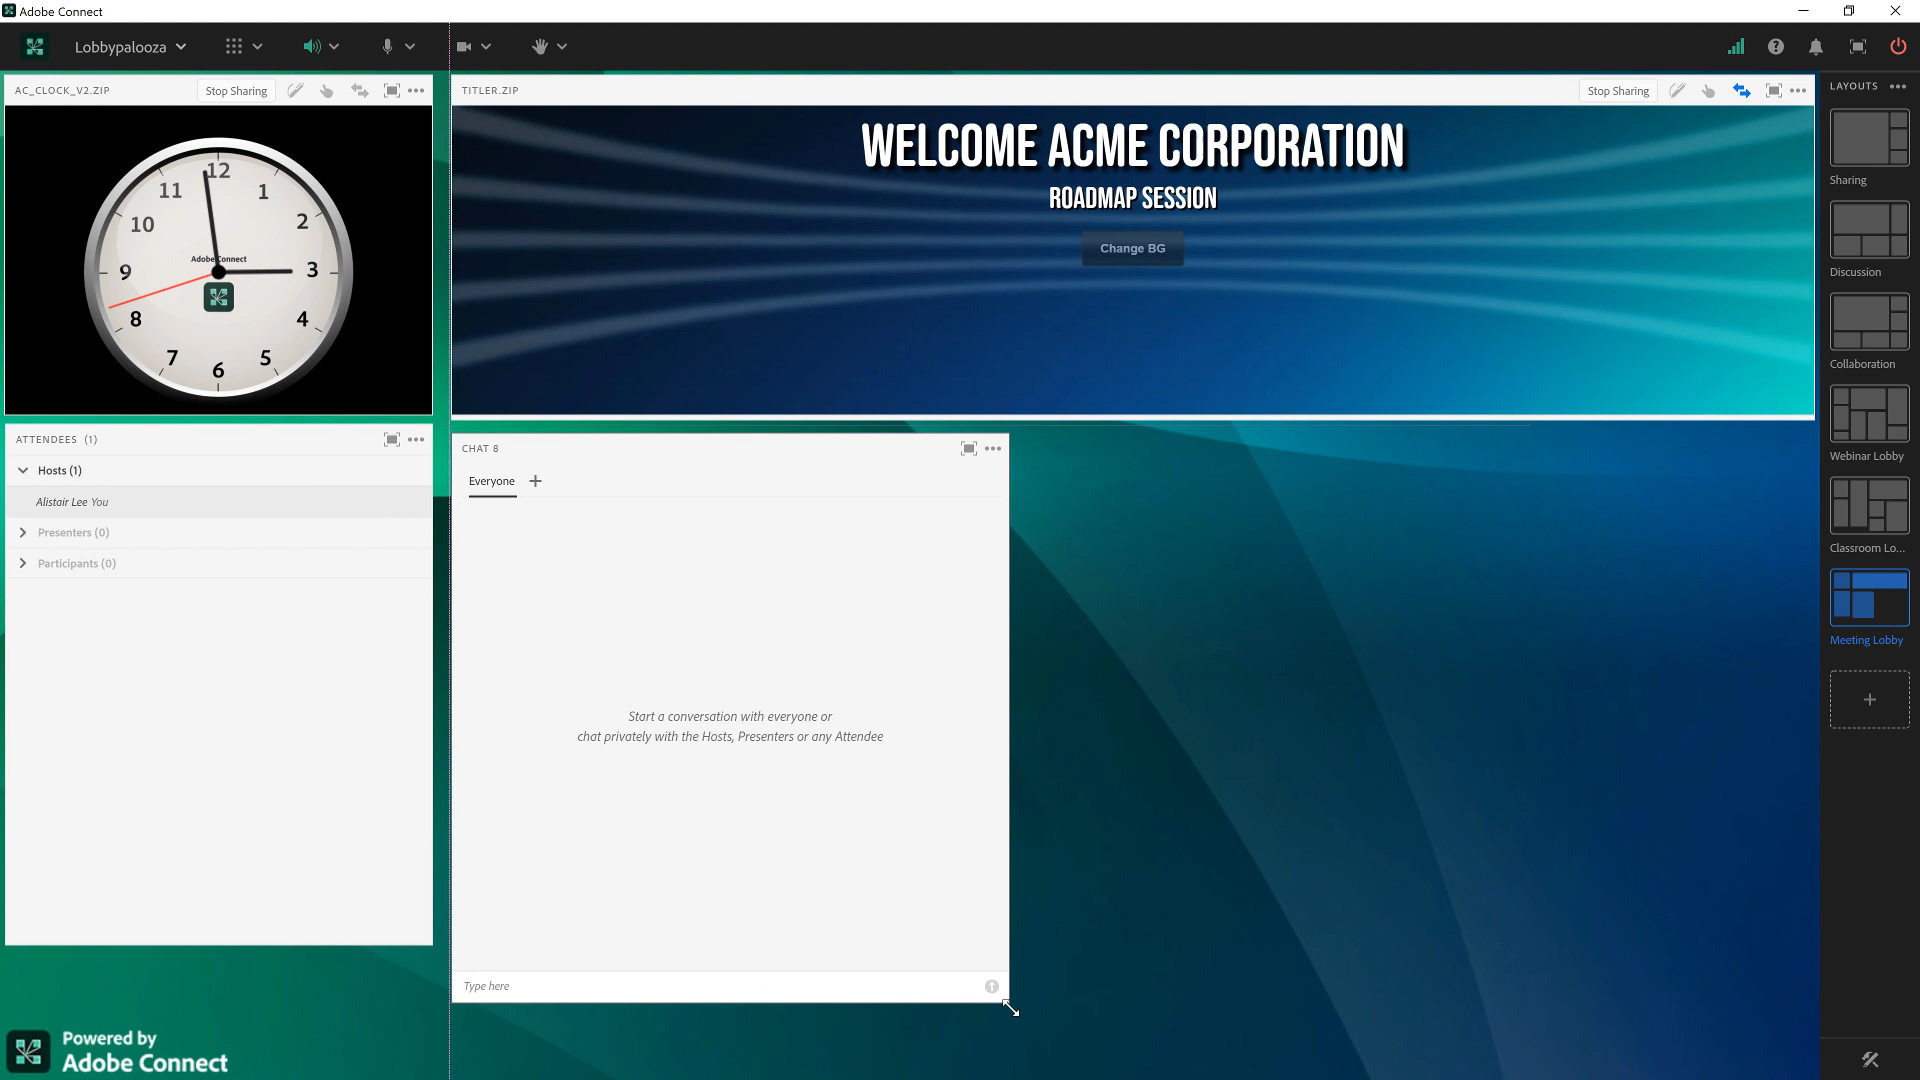 Adobe Connect
Lobbypalooza
AC_CLOCK_V2.ZIP
Stop Sharing
12
1
2
3
4
5
6
7
8
9
10
11
Adobe Connect
TITLER.ZIP
Stop Sharing
WELCOME ACME CORPORATION
ROADMAP SESSION
Change BG
ATTENDEES (1)
Hosts (1)
Alistair Lee You
Presenters (0)
Participants (0)
CHAT 8
Everyone
Start a conversation with everyone or
chat privately with the Hosts, Presenters or any Attendee
Type here
LAYOUTS
Sharing
Discussion
Collaboration
Webinar Lobby
Classroom Lo...
Meeting Lobby
Powered by
Adobe Connect